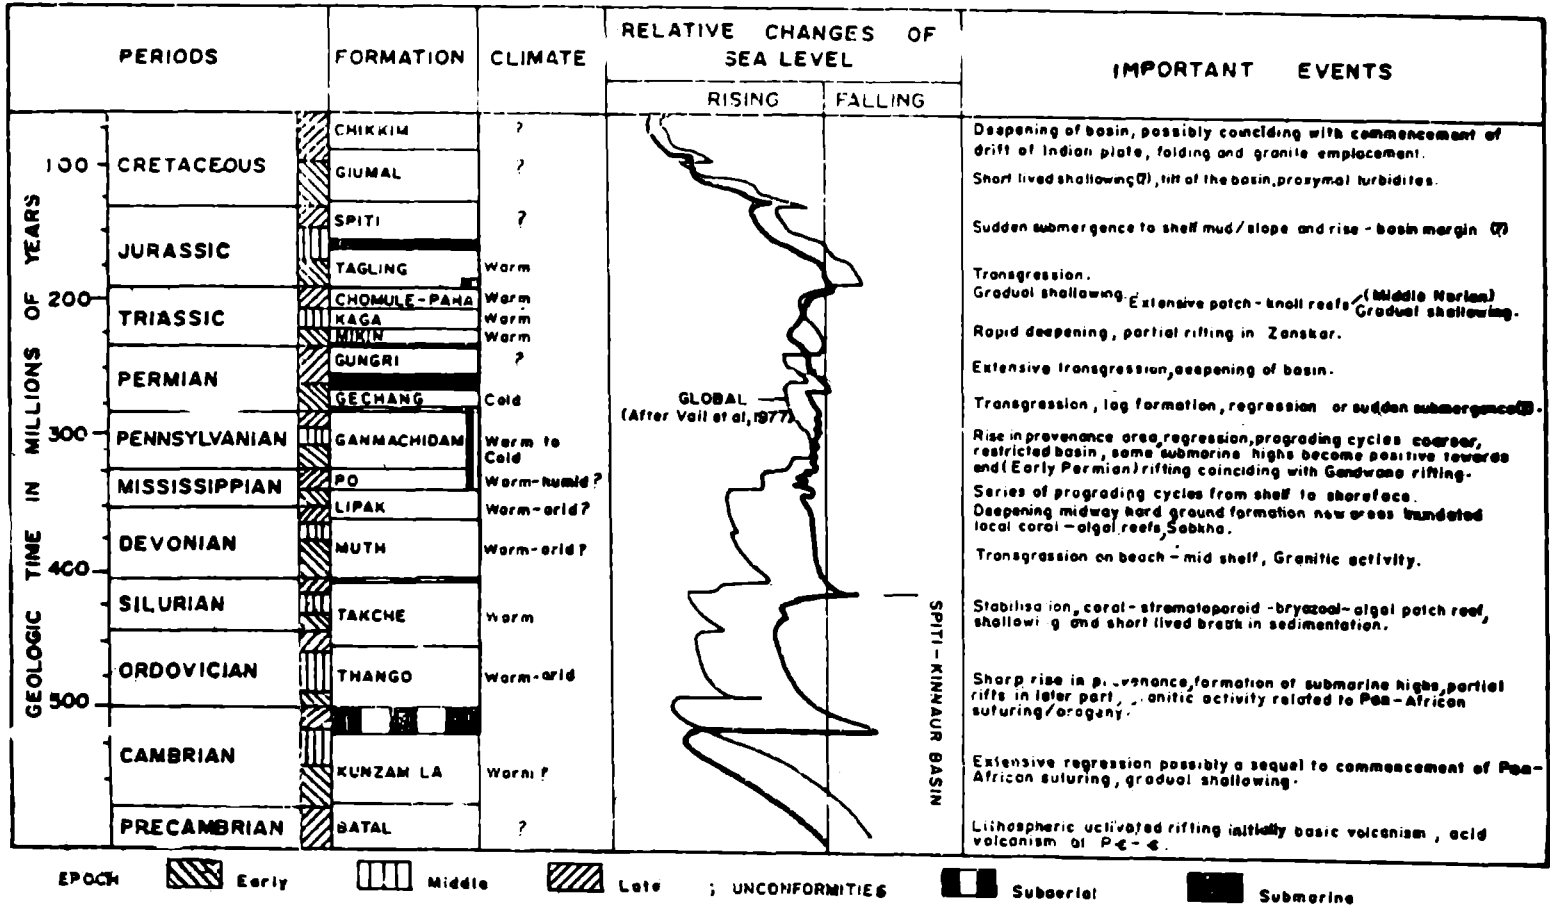 PERIODS
FORMATION
CLIMATE
RELATIVE CHANGES OF
SEA LEVEL
RISING
FALLING
IMPORTANT EVENTS
GEOLOGIC TIME IN MILLIONS OF YEARS
100
200
300
400
500
CRETACEOUS
JURASSIC
TRIASSIC
PERMIAN
PENNSYLVANIAN
MISSISSIPPIAN
DEVONIAN
SILURIAN
ORDOVICIAN
CAMBRIAN
PRECAMBRIAN
CHIKKIM
GIUMAL
SPITI
TAGLING
CHOMULE-PAHA
KAGA
MIKIN
GUNGRI
GECHANG
GANMACHIDAM
PO
LIPAK
MUTH
TAKCHE
THANGO
KUNZAM LA
BATAL
?
?
?
Warm
Warm
Warm
Warm
?
Cold
Warm to
Cold
Warm-humid?
Warm-arid?
Warm-arid?
Warm
Warm-arid
Warm?
?
GLOBAL
(After Vail et al, 1977)
SPITI-KINNAUR BASIN
Deepening of basin, possibly coinciding with commencement of
drift of Indian plate, folding and granite emplacement.
Short lived shallowing(?), tilt of the basin, proxymal turbidites.
Sudden submergence to shelf mud/slope and rise-basin margin (?)
Transgression.
Gradual shallowing. Extensive patch-knoll reefs (Middle Norian)
Gradual shallowing.
Rapid deepening, partial rifting in Zanskar.
Extensive transgression, deepening of basin.
Transgression, lag formation, regression or sudden submergence(?).
Rise in provenance area, regression, prograding cycles coarser,
restricted basin, some submarine highs become positive towards
end (Early Permian) rifting coinciding with Gondwana rifting.
Series of prograding cycles from shelf to shoreface.
Deepening midway hard ground formation new areas inundated
local coral-algal reefs, Sabkha.
Transgression on beach-mid shelf, Granitic activity.
Stabilisa ion, coral-stromatoporoid-bryozoal-algal patch reef,
shallowi g and short lived break in sedimentation.
Sharp rise in p. .venance, formation of submarine highs, partial
rifts in later part, .anitic activity related to Pan-African
suturing/orogeny.
Extensive regression possibly a sequel to commencement of Pan-
African suturing, gradual shallowing.
Lithospheric activated rifting initially basic volcanism, acid
volcanism at
EPOCH
Early
Middle
Late
; UNCONFORMITIES
Subaerial
Submarine